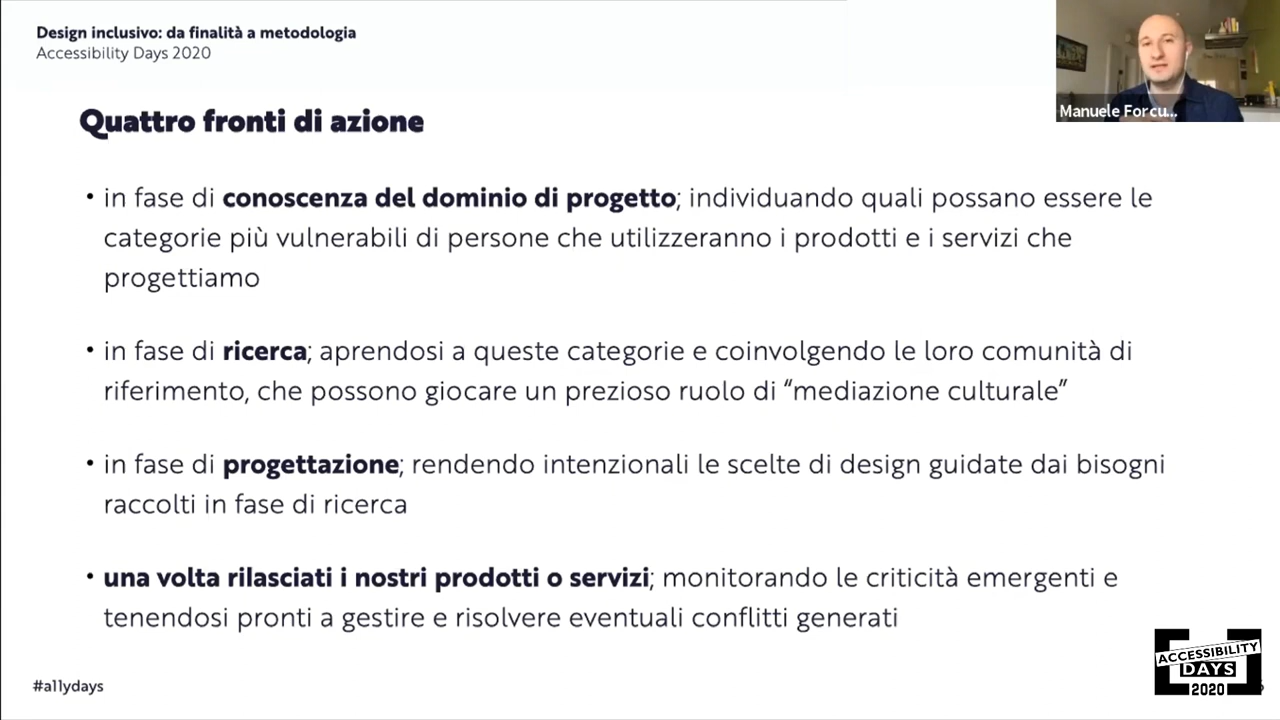 Design inclusivo: da finalità a metodologia
Accessibility Days 2020
Manuele Forcu...
Quattro fronti di azione
• in fase di conoscenza del dominio di progetto; individuando quali possano essere le
categorie più vulnerabili di persone che utilizzeranno i prodotti e i servizi che
progettiamo
• in fase di ricerca; aprendosi a queste categorie e coinvolgendo le loro comunità di
riferimento, che possono giocare un prezioso ruolo di “mediazione culturale”
• in fase di progettazione; rendendo intenzionali le scelte di design guidate dai bisogni
raccolti in fase di ricerca
• una volta rilasciati i nostri prodotti o servizi; monitorando le criticità emergenti e
tenendosi pronti a gestire e risolvere eventuali conflitti generati
#a11ydays
ACCESSIBILITY
DAYS
2020